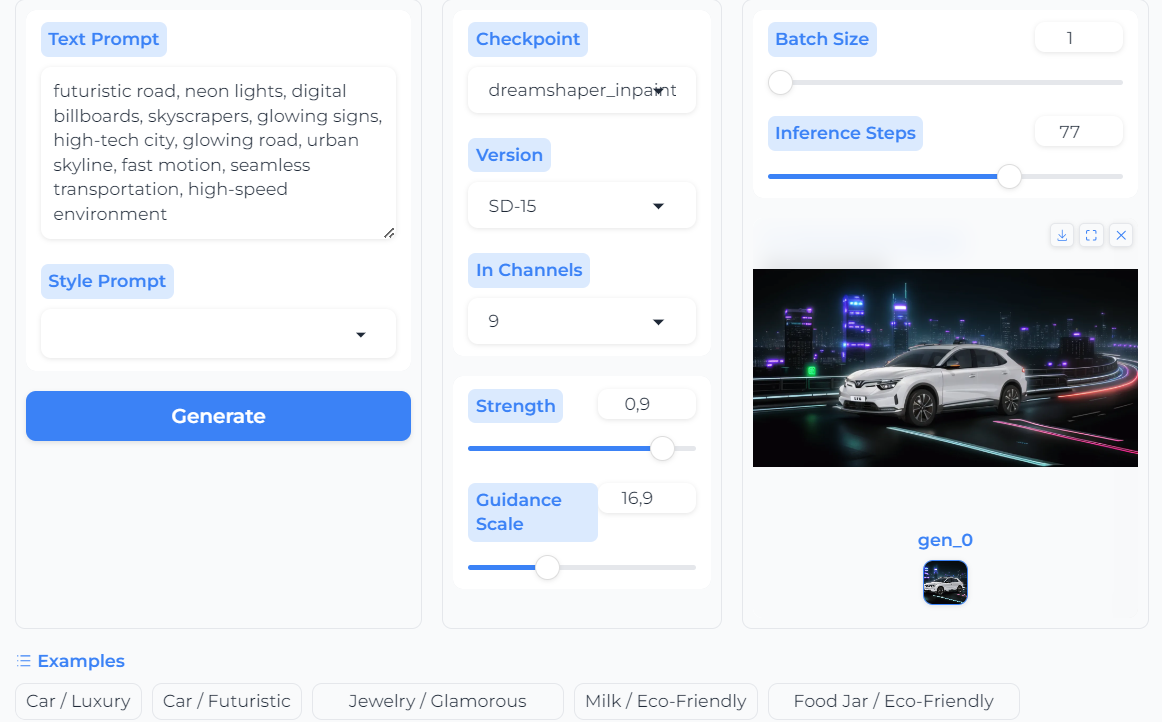 Text Prompt
futuristic road, neon lights, digital
billboards, skyscrapers, glowing signs,
high-tech city, glowing road, urban
skyline, fast motion, seamless
transportation, high-speed
environment
Style Prompt
Generate
Checkpoint
dreamshaper_inpaint
Version
SD-15
In Channels
9
Strength
0,9
Guidance
Scale
16,9
Batch Size
1
Inference Steps
77
gen_0
Examples
Car / Luxury
Car / Futuristic
Jewelry / Glamorous
Milk / Eco-Friendly
Food Jar / Eco-Friendly